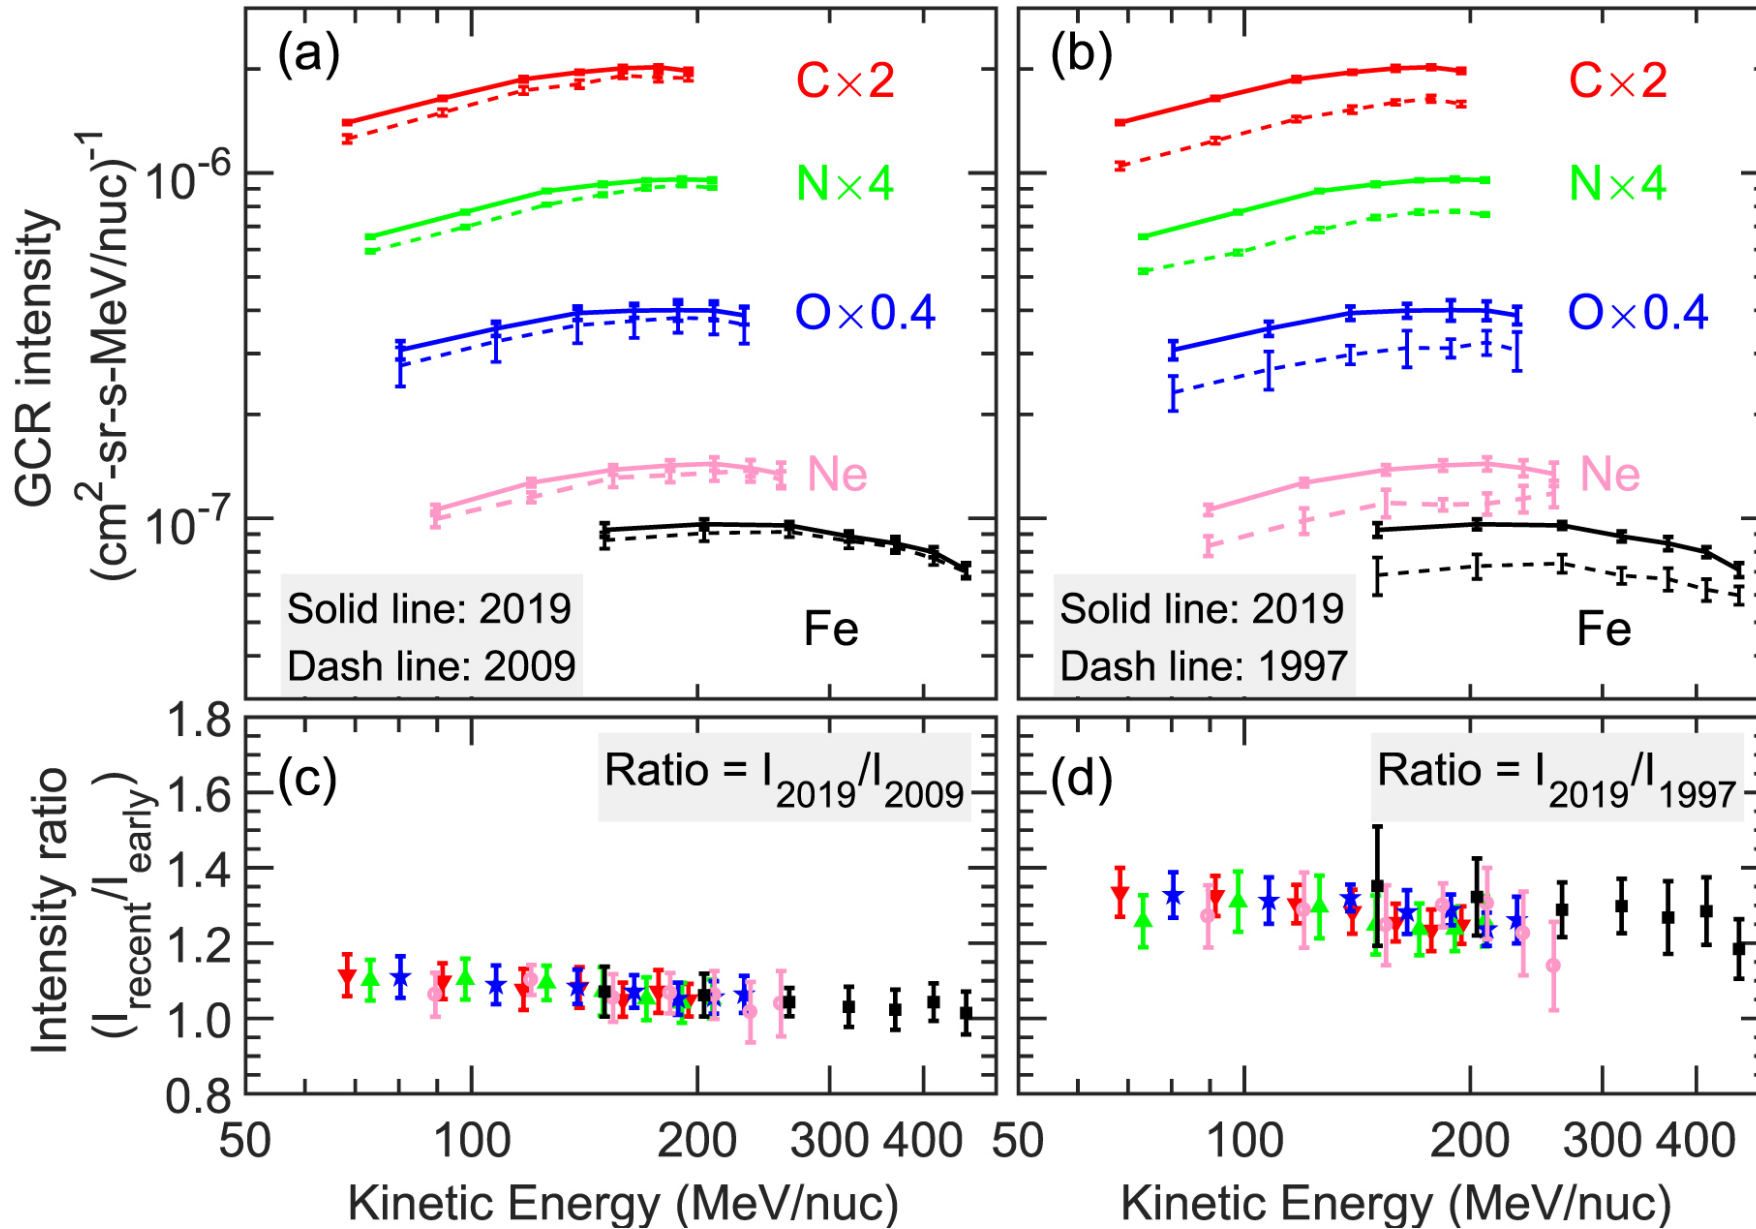 (a)
C×2
N×4
O×0.4
Ne
Fe
Solid line: 2019
Dash line: 2009
GCR intensity
(cm²-sr-s-MeV/nuc)⁻¹
10⁻⁶
10⁻⁷
(b)
C×2
N×4
O×0.4
Ne
Fe
Solid line: 2019
Dash line: 1997
(c)
Ratio = I₂₀₁₉/I₂₀₀₉
Intensity ratio
(I_recent/I_early)
1.8
1.6
1.4
1.2
1.0
0.8
50 100 200 300 400
Kinetic Energy (MeV/nuc)
(d)
Ratio = I₂₀₁₉/I₁₉₉₇
50 100 200 300 400
Kinetic Energy (MeV/nuc)